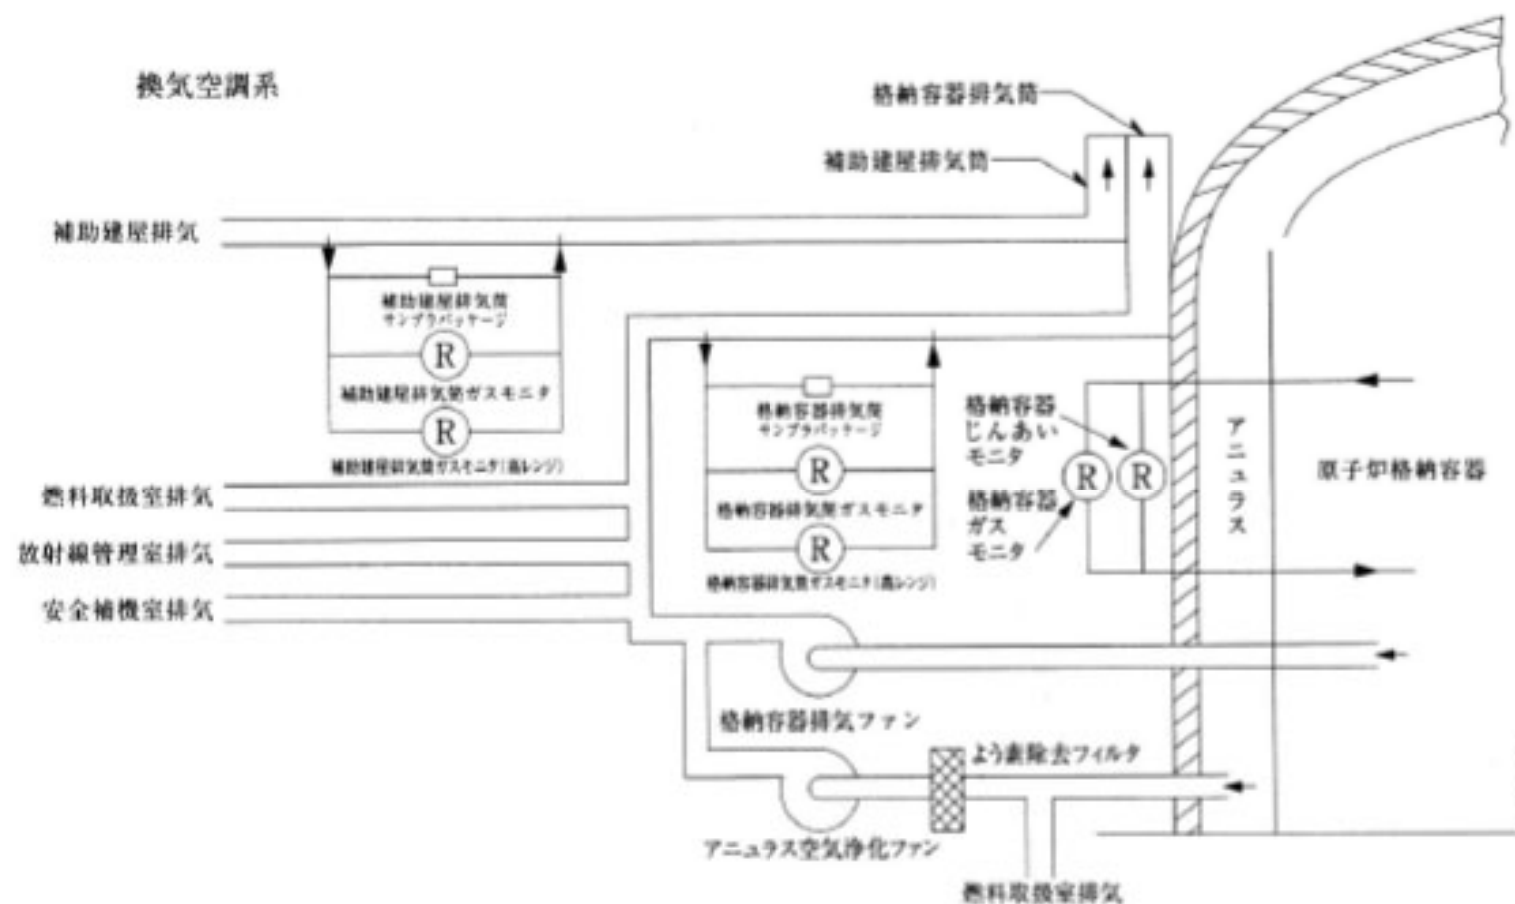 換気空調系
格納容器排気筒
補助建屋排気筒
補助建屋排気
補助建屋排気筒
サンプラパッケージ
R
補助建屋排気筒ガスモニタ
R
補助建屋排気筒ガスモニタ(高レンジ)
格納容器排気筒
サンプラパッケージ
R
格納容器排気筒ガスモニタ
R
格納容器排気筒ガスモニタ(高レンジ)
格納容器
じんあい
モニタ
R
R
格納容器
ガス
モニタ
アニュラス
原子炉格納容器
燃料取扱室排気
放射線管理室排気
安全補機室排気
格納容器排気ファン
よう素除去フィルタ
アニュラス空気浄化ファン
燃料取扱室排気